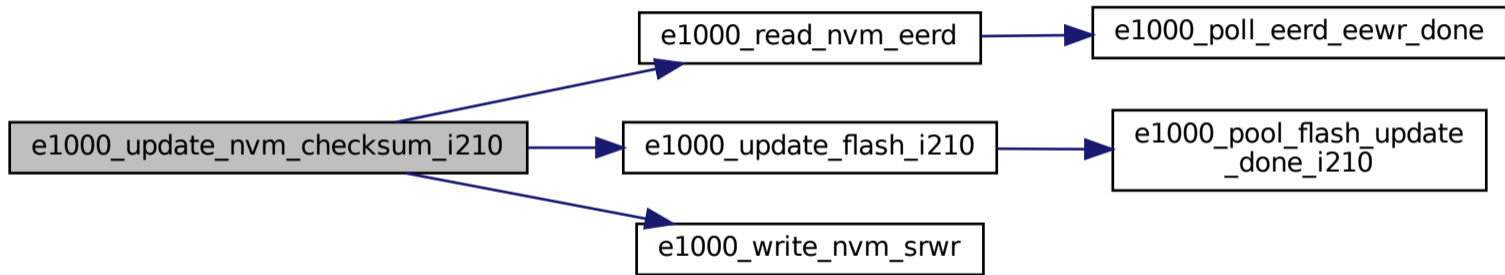 e1000_read_nvm_eerd
e1000_poll_eerd_eewr_done
e1000_update_nvm_checksum_i210
e1000_update_flash_i210
e1000_pool_flash_update
_done_i210
e1000_write_nvm_srwr